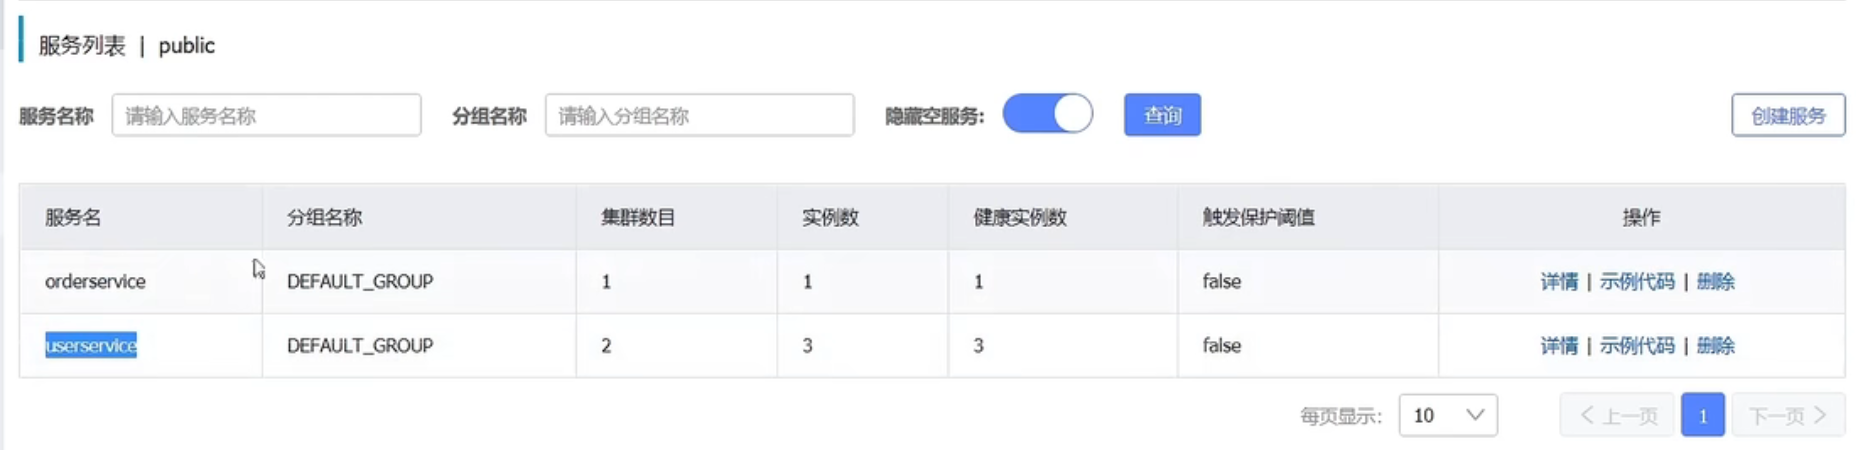 服务列表 | public
服务名称 请输入服务名称 分组名称 请输入分组名称 隐藏空服务: 查询 创建服务
服务名 分组名称 集群数目 实例数 健康实例数 触发保护阈值 操作
orderservice DEFAULT_GROUP 1 1 1 false 详情 | 示例代码 | 删除
userservice DEFAULT_GROUP 2 3 3 false 详情 | 示例代码 | 删除
每页显示: 10 上一页 1 下一页